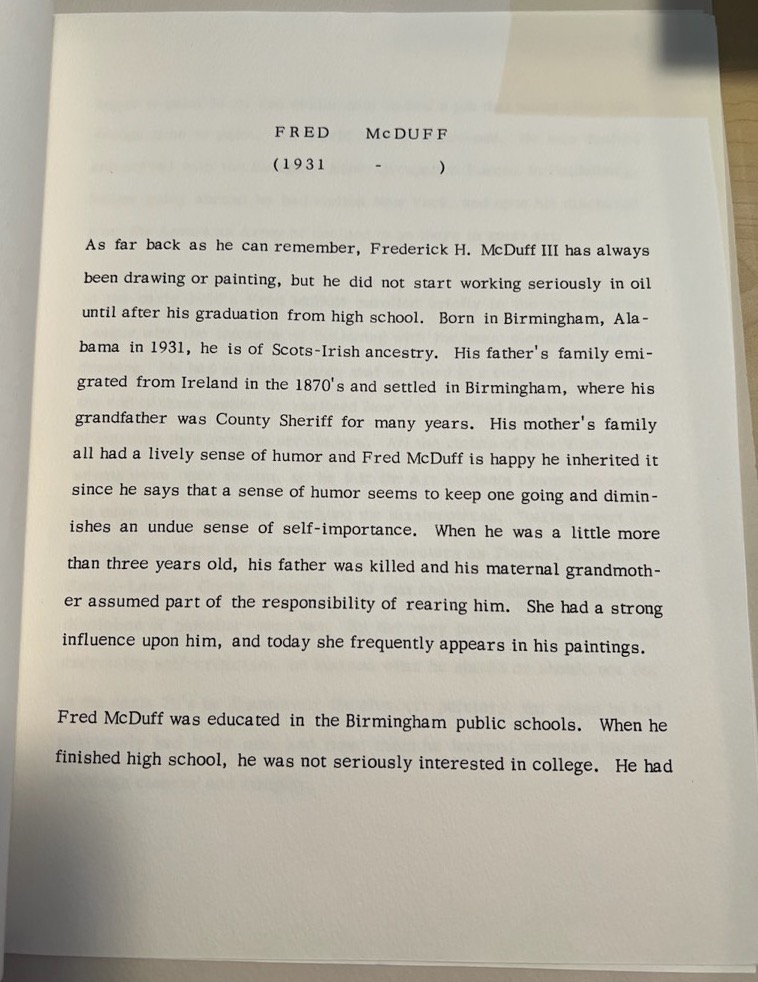 FRED McDUFF
(1931 - )
As far back as he can remember, Frederick H. McDuff III has always
been drawing or painting, but he did not start working seriously in oil
until after his graduation from high school. Born in Birmingham, Ala-
bama in 1931, he is of Scots-Irish ancestry. His father's family emi-
grated from Ireland in the 1870's and settled in Birmingham, where his
grandfather was County Sheriff for many years. His mother's family
all had a lively sense of humor and Fred McDuff is happy he inherited it
since he says that a sense of humor seems to keep one going and dimin-
ishes an undue sense of self-importance. When he was a little more
than three years old, his father was killed and his maternal grandmoth-
er assumed part of the responsibility of rearing him. She had a strong
influence upon him, and today she frequently appears in his paintings.
Fred McDuff was educated in the Birmingham public schools. When he
finished high school, he was not seriously interested in college. He had